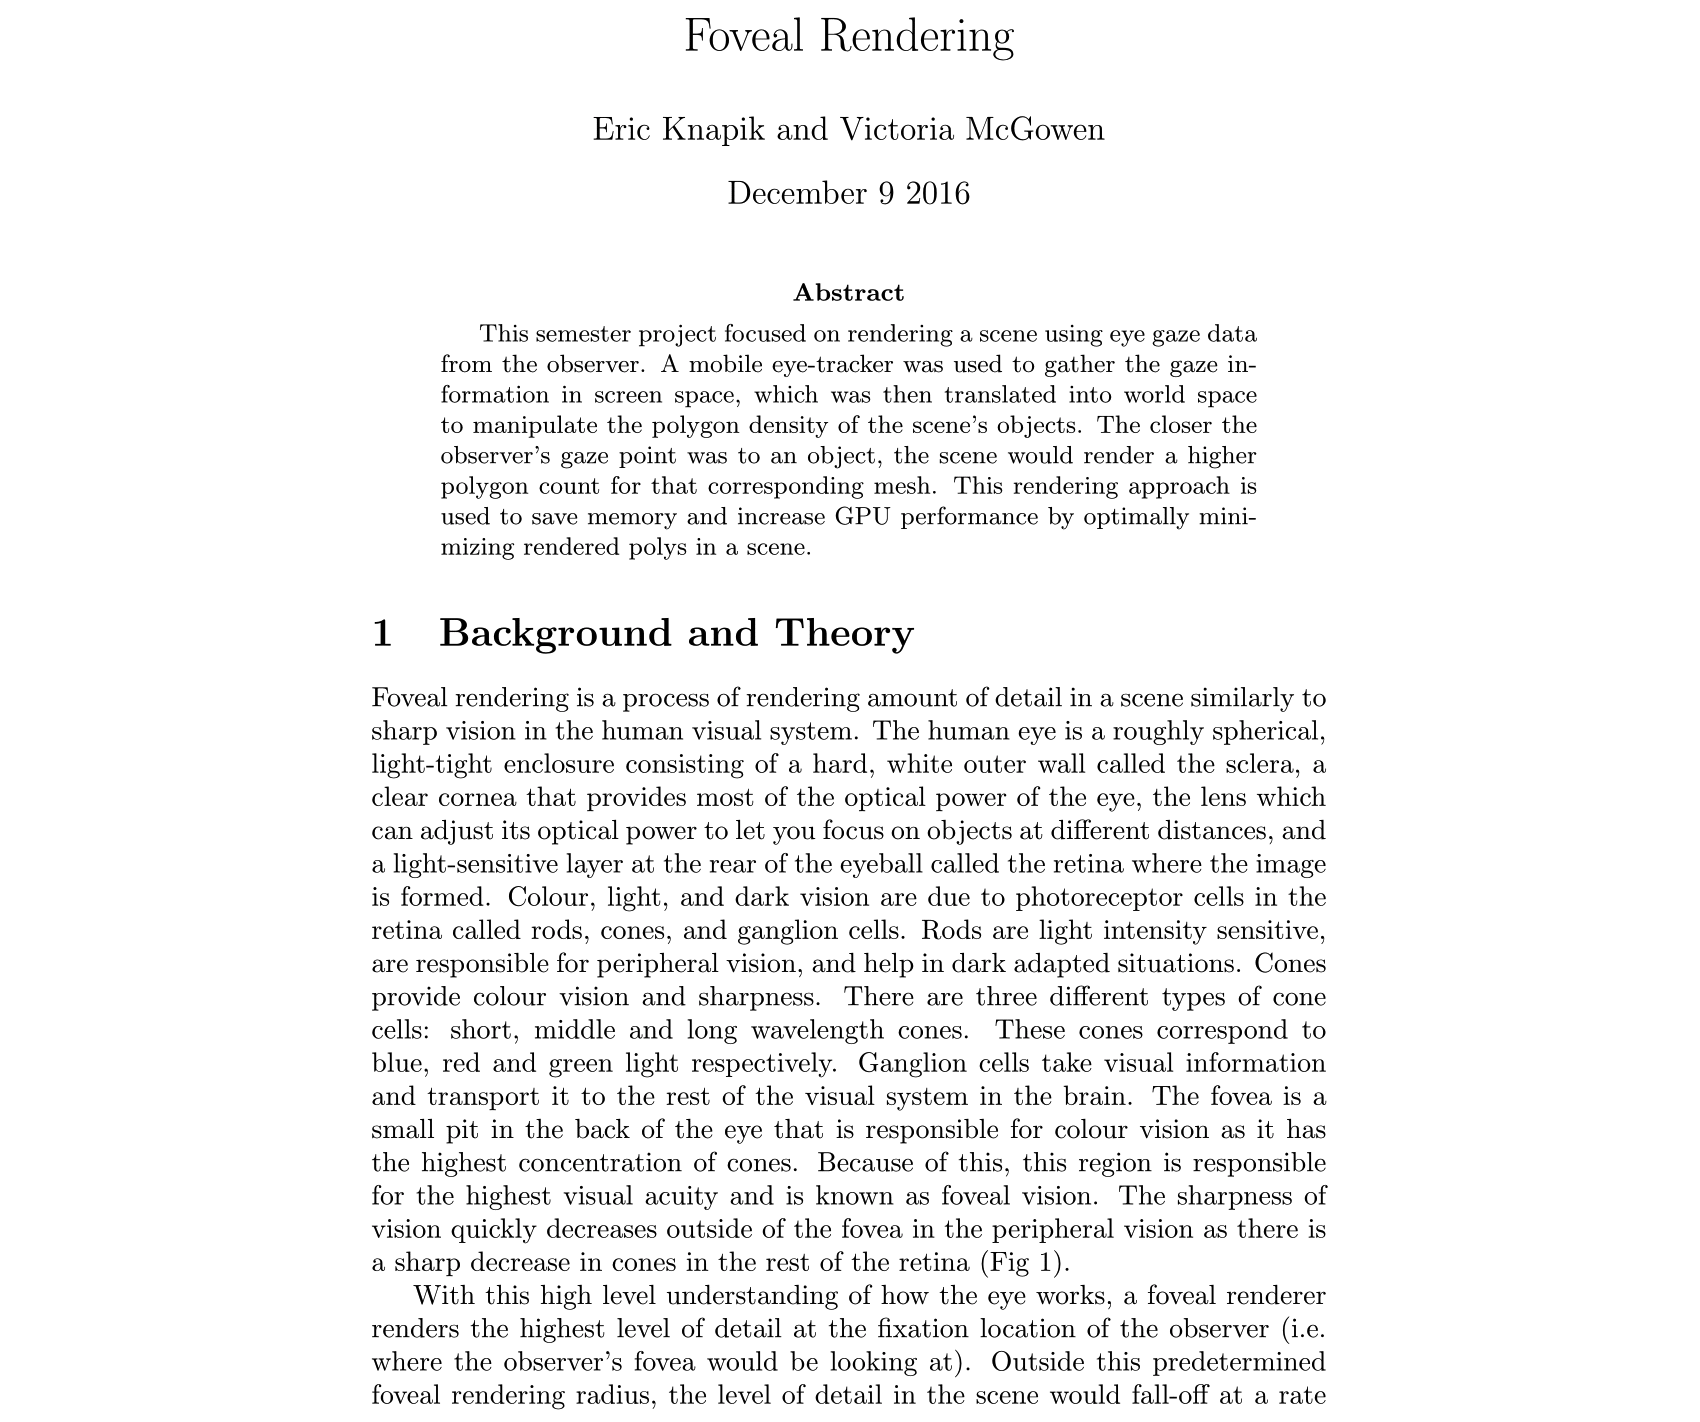 Foveal Rendering
Eric Knapik and Victoria McGowen
December 9 2016
Abstract
This semester project focused on rendering a scene using eye gaze data
from the observer. A mobile eye-tracker was used to gather the gaze in-
formation in screen space, which was then translated into world space
to manipulate the polygon density of the scene's objects. The closer the
observer's gaze point was to an object, the scene would render a higher
polygon count for that corresponding mesh. This rendering approach is
used to save memory and increase GPU performance by optimally mini-
mizing rendered polys in a scene.
1 Background and Theory
Foveal rendering is a process of rendering amount of detail in a scene similarly to
sharp vision in the human visual system. The human eye is a roughly spherical,
light-tight enclosure consisting of a hard, white outer wall called the sclera, a
clear cornea that provides most of the optical power of the eye, the lens which
can adjust its optical power to let you focus on objects at different distances, and
a light-sensitive layer at the rear of the eyeball called the retina where the image
is formed. Colour, light, and dark vision are due to photoreceptor cells in the
retina called rods, cones, and ganglion cells. Rods are light intensity sensitive,
are responsible for peripheral vision, and help in dark adapted situations. Cones
provide colour vision and sharpness. There are three different types of cone
cells: short, middle and long wavelength cones. These cones correspond to
blue, red and green light respectively. Ganglion cells take visual information
and transport it to the rest of the visual system in the brain. The fovea is a
small pit in the back of the eye that is responsible for colour vision as it has
the highest concentration of cones. Because of this, this region is responsible
for the highest visual acuity and is known as foveal vision. The sharpness of
vision quickly decreases outside of the fovea in the peripheral vision as there is
a sharp decrease in cones in the rest of the retina (Fig 1).
With this high level understanding of how the eye works, a foveal renderer
renders the highest level of detail at the fixation location of the observer (i.e.
where the observer's fovea would be looking at). Outside this predetermined
foveal rendering radius, the level of detail in the scene would fall-off at a rate